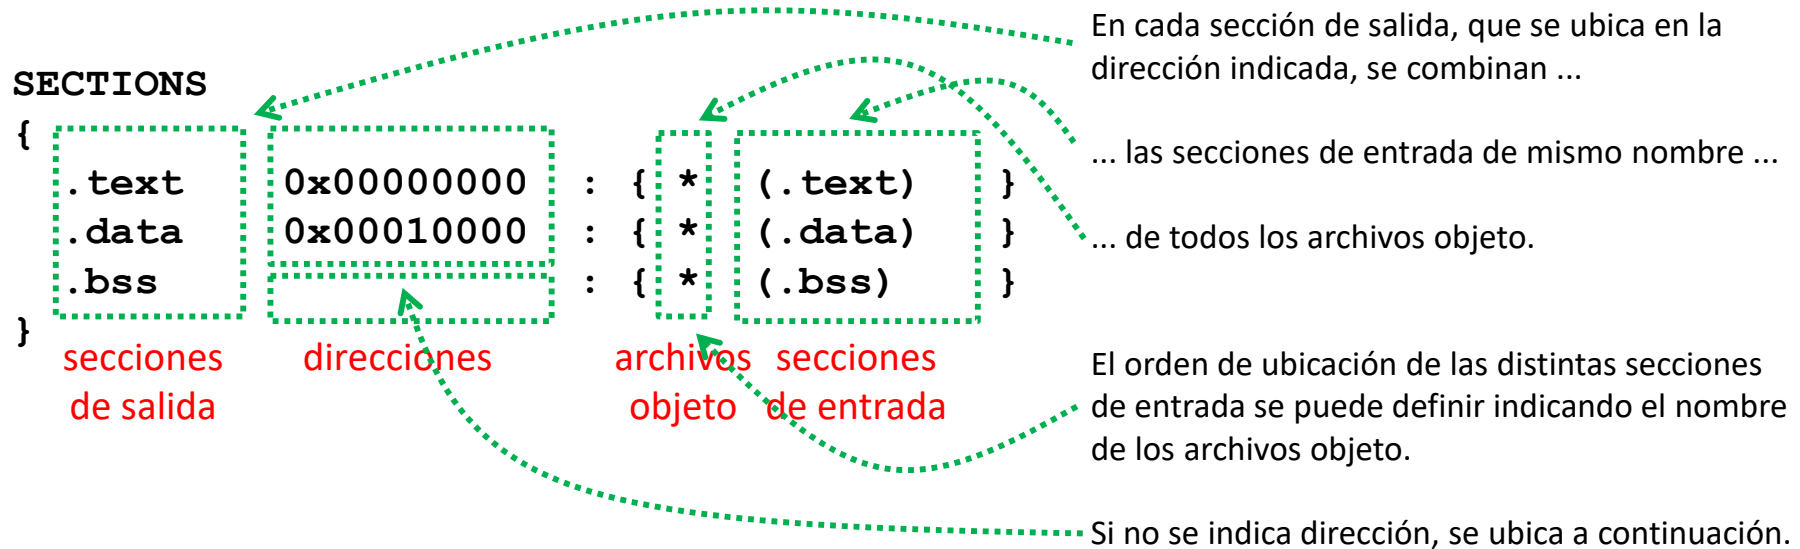 SECTIONS
{
.text 0x00000000 : { * (.text) }
.data 0x00010000 : { * (.data) }
.bss : { * (.bss) }
}
secciones de salida
direcciones
archivos objeto
secciones de entrada
En cada sección de salida, que se ubica en la
dirección indicada, se combinan ...
... las secciones de entrada de mismo nombre ...
... de todos los archivos objeto.
El orden de ubicación de las distintas secciones
de entrada se puede definir indicando el nombre
de los archivos objeto.
Si no se indica dirección, se ubica a continuación.